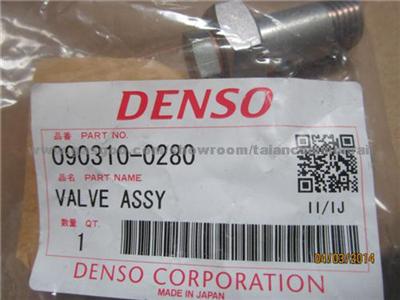 DENSO
品番 PART NO.
090310-0280
品名 PART NAME
VALVE ASSY
数量 QT.
1
II/IJ
DENSO CORPORATION
MADE IN JAPAN
04/03/2014